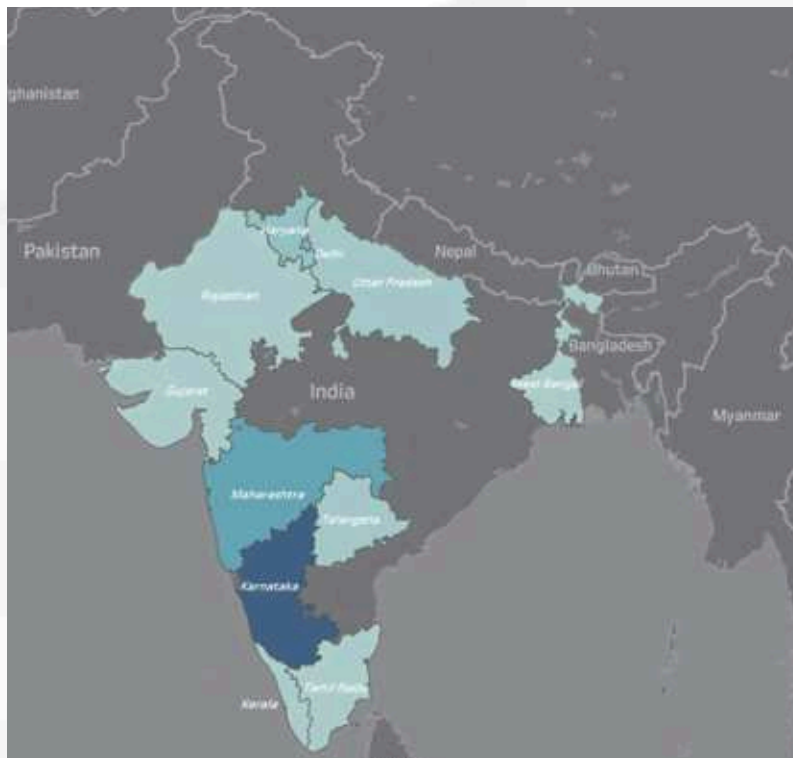 ghanistan
Pakistan
Haryana
Delhi
Nepal
Bhutan
Uttar Pradesh
Rajasthan
Bangladesh
West Bengal
Gujarat
India
Myanmar
Maharashtra
Telangana
Karnataka
Tamil Nadu
Kerala